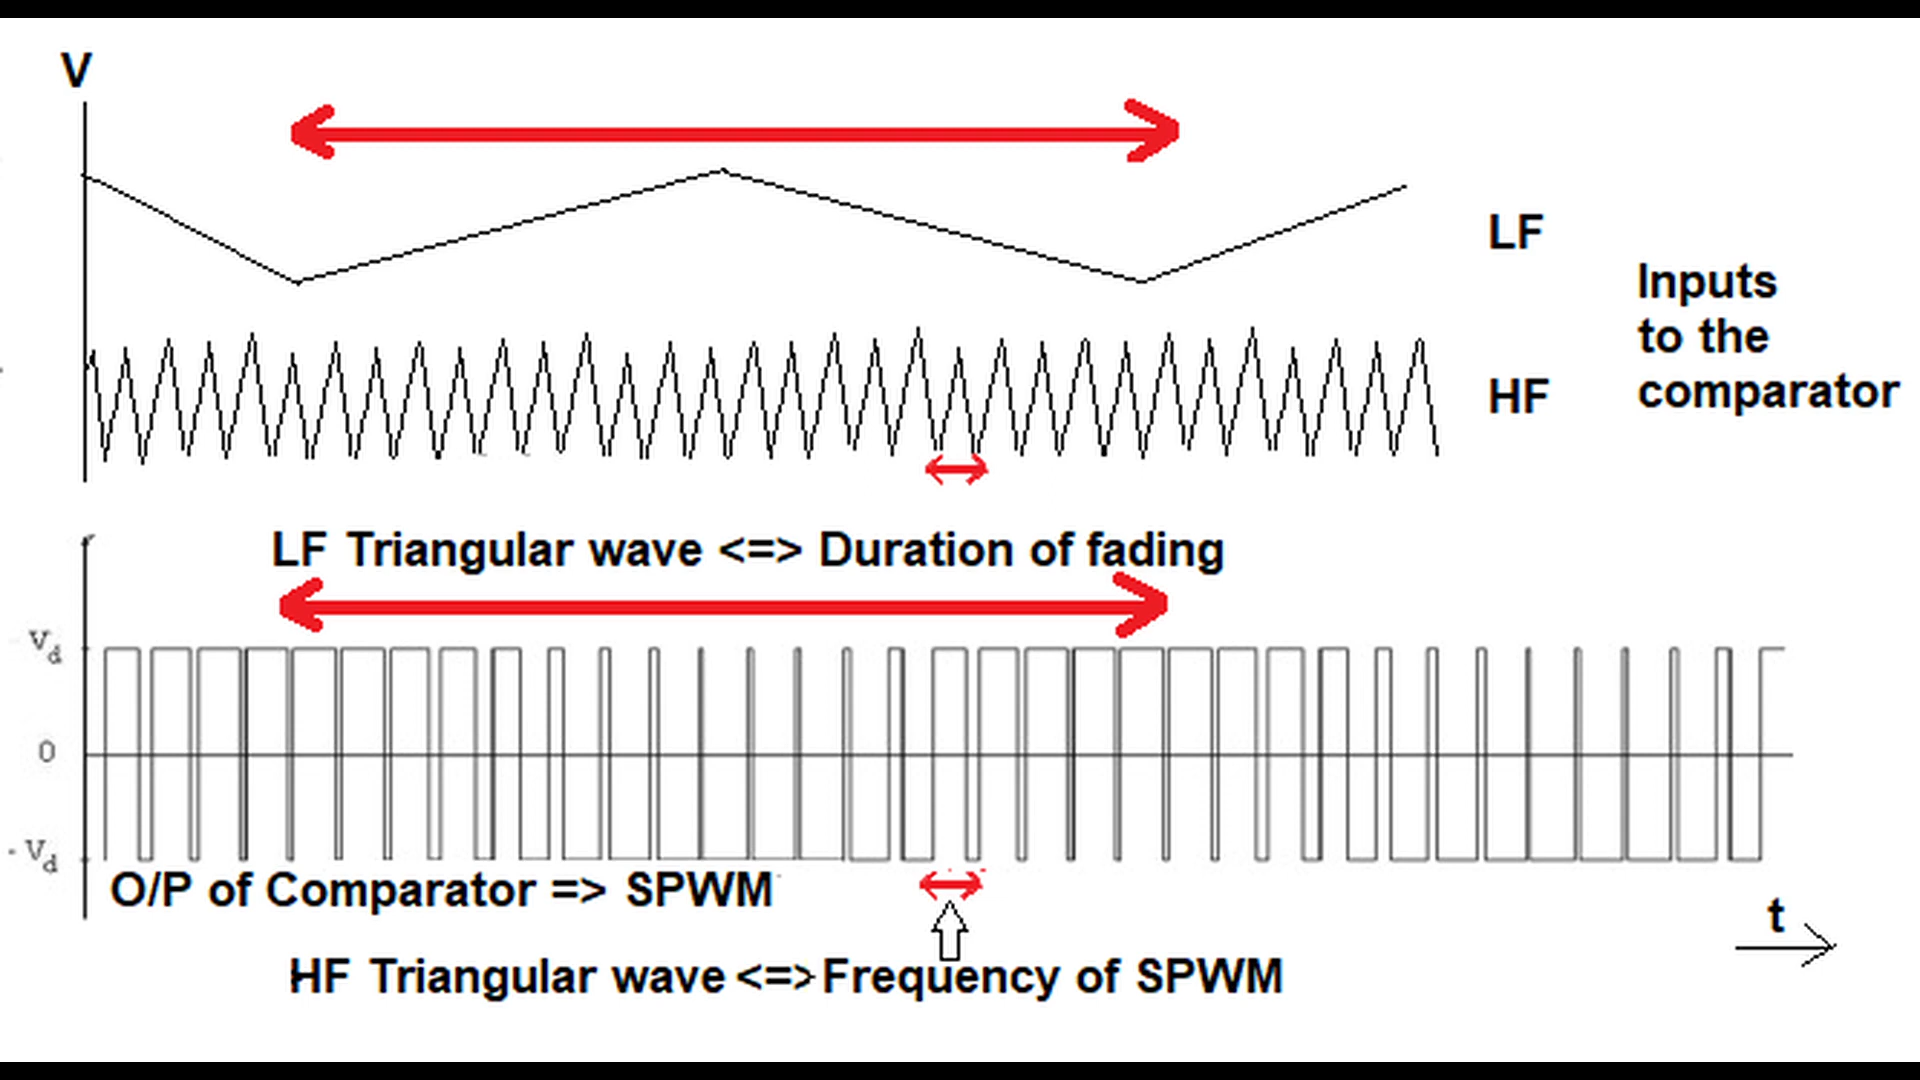 V
LF
Inputs
to the
comparator
HF
LF Triangular wave <=> Duration of fading
Vd
0
- Vd
O/P of Comparator => SPWM
t
HF Triangular wave <=> Frequency of SPWM